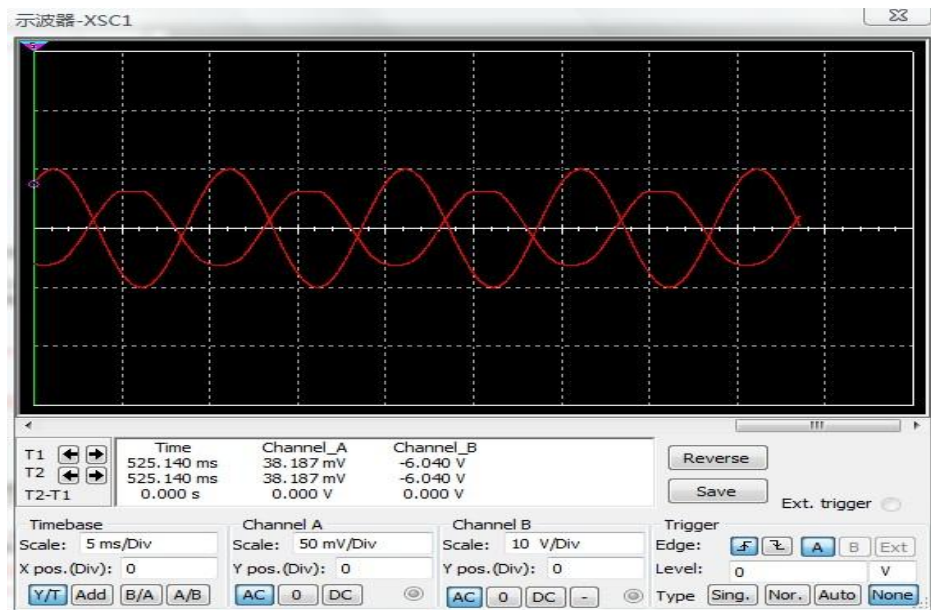 示波器-XSC1
T1
T2
T2-T1
Time Channel_A Channel_B
525.140 ms 38.187 mV -6.040 V
525.140 ms 38.187 mV -6.040 V
0.000 s 0.000 V 0.000 V
Reverse
Save
Ext. trigger
Timebase
Scale: 5 ms/Div
X pos.(Div): 0
Y/T Add B/A A/B
Channel A
Scale: 50 mV/Div
Y pos.(Div): 0
AC 0 DC
Channel B
Scale: 10 V/Div
Y pos.(Div): 0
AC 0 DC -
Trigger
Edge: A B Ext
Level: 0 V
Type Sing. Nor. Auto None